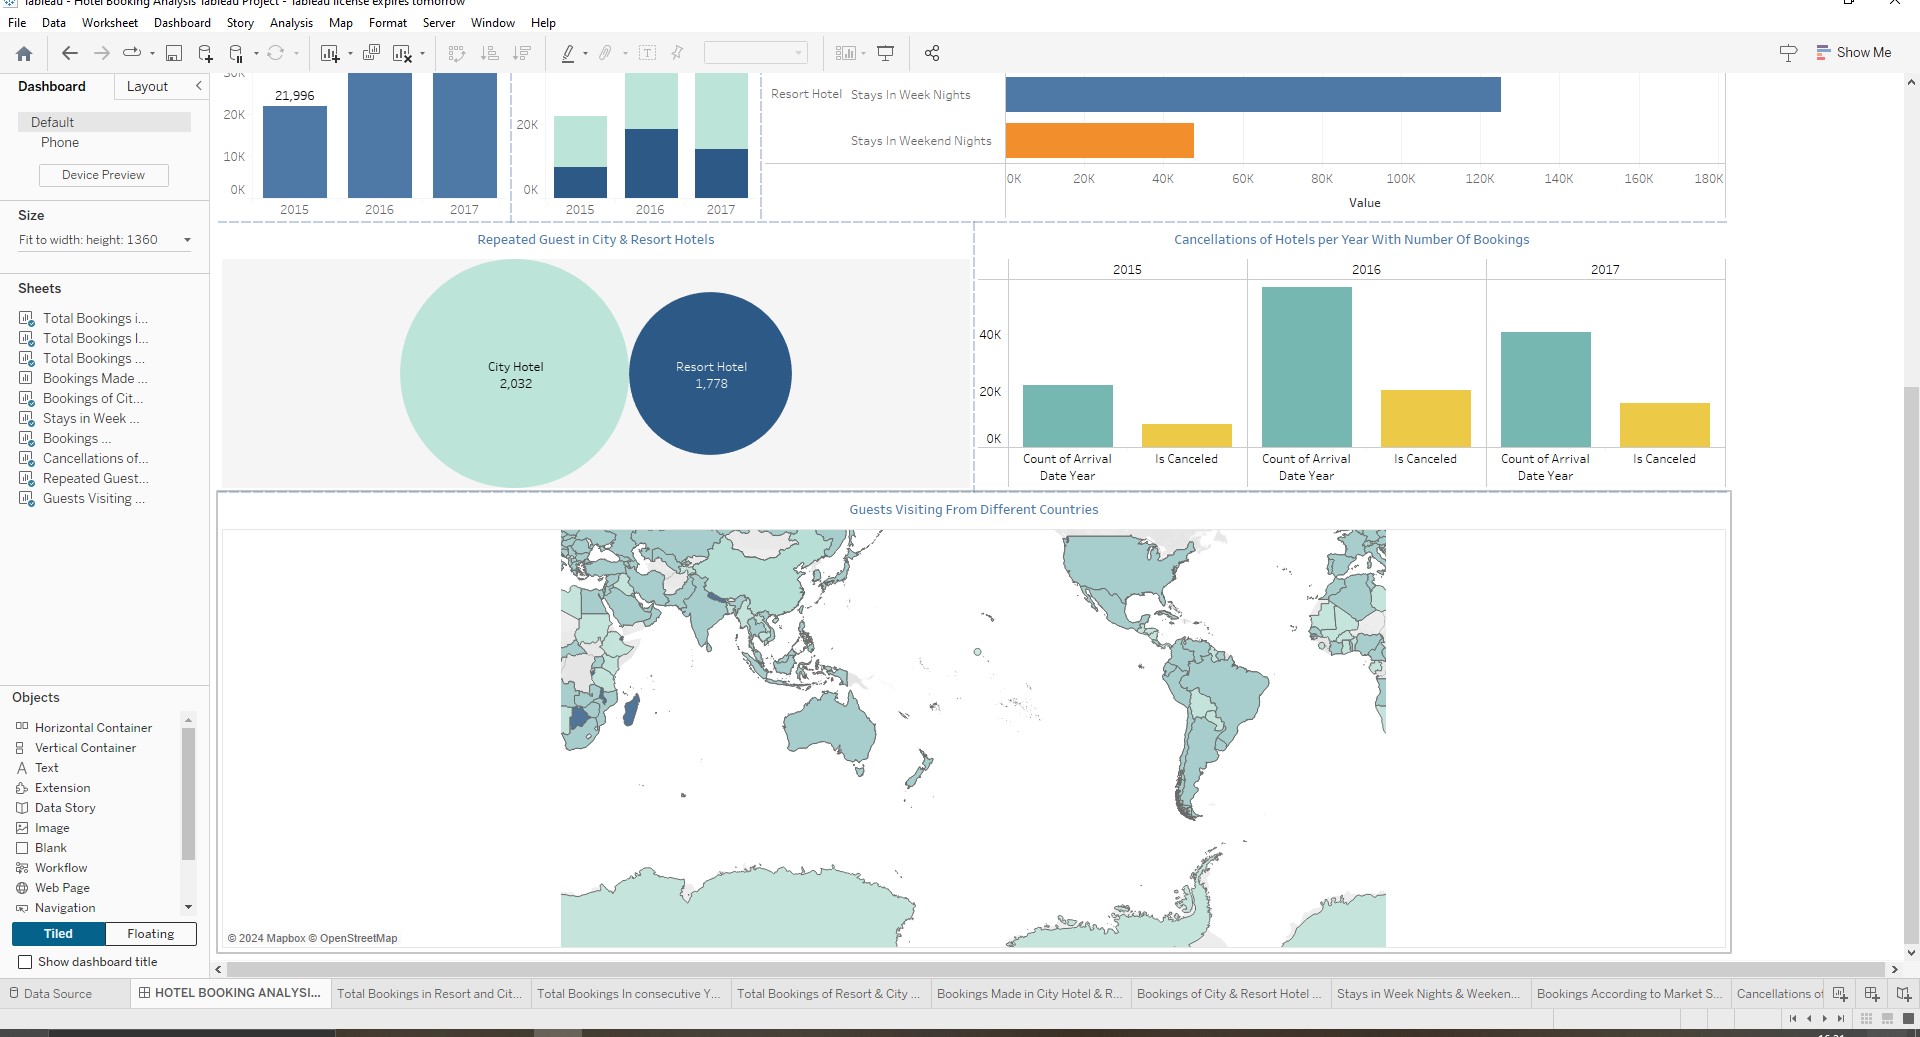 Tableau - Hotel Booking Analysis Tableau Project - Tableau license expires tomorrow
File Data Worksheet Dashboard Story Analysis Map Format Server Window Help
Show Me
Dashboard Layout
Default
Phone
Device Preview
Size
Fit to width: height: 1360
Sheets
Total Bookings i...
Total Bookings I...
Total Bookings ...
Bookings Made ...
Bookings of Cit...
Stays in Week ...
Bookings ...
Cancellations of...
Repeated Guest...
Guests Visiting ...
Objects
Horizontal Container
Vertical Container
Text
Extension
Data Story
Image
Blank
Workflow
Web Page
Navigation
Tiled Floating
Show dashboard title
30K
21,996
20K
10K
0K
2015 2016 2017
20K
0K
2015 2016 2017
Resort Hotel Stays In Week Nights
Stays In Weekend Nights
0K 20K 40K 60K 80K 100K 120K 140K 160K 180K
Value
Repeated Guest in City & Resort Hotels
City Hotel
2,032
Resort Hotel
1,778
Cancellations of Hotels per Year With Number Of Bookings
2015 2016 2017
40K
20K
0K
Count of Arrival Date Year Is Canceled Count of Arrival Date Year Is Canceled Count of Arrival Date Year Is Canceled
Guests Visiting From Different Countries
© 2024 Mapbox © OpenStreetMap
Data Source HOTEL BOOKING ANALYSI... Total Bookings in Resort and Cit... Total Bookings In consecutive Y... Total Bookings of Resort & City ... Bookings Made in City Hotel & R... Bookings of City & Resort Hotel ... Stays in Week Nights & Weeken... Bookings According to Market S... Cancellations of